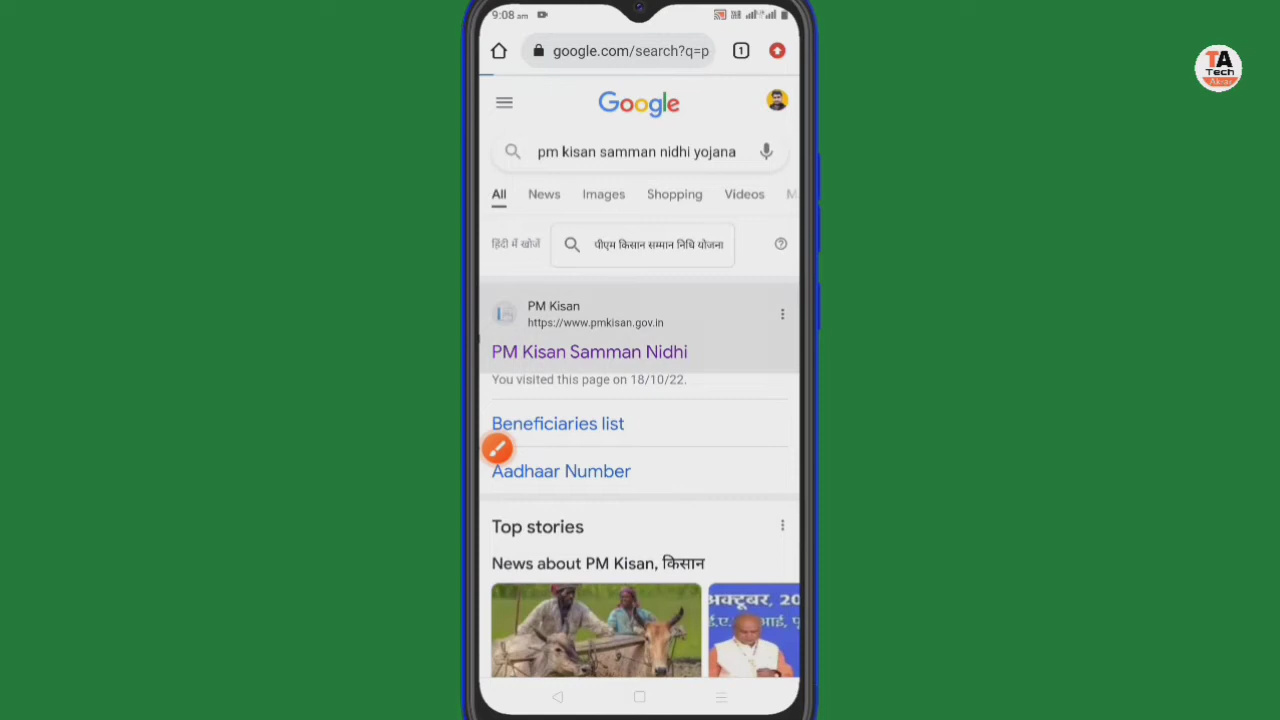 9:08 am
google.com/search?q=p
1
TA
Tech
Google
pm kisan samman nidhi yojana
All News Images Shopping Videos M
हिंदी में खोजें
पीएम किसान सम्मान निधि योजना
PM Kisan
https://www.pmkisan.gov.in
PM Kisan Samman Nidhi
You visited this page on 18/10/22.
Beneficiaries list
Aadhaar Number
Top stories
News about PM Kisan, किसान
अक्टूबर, 20